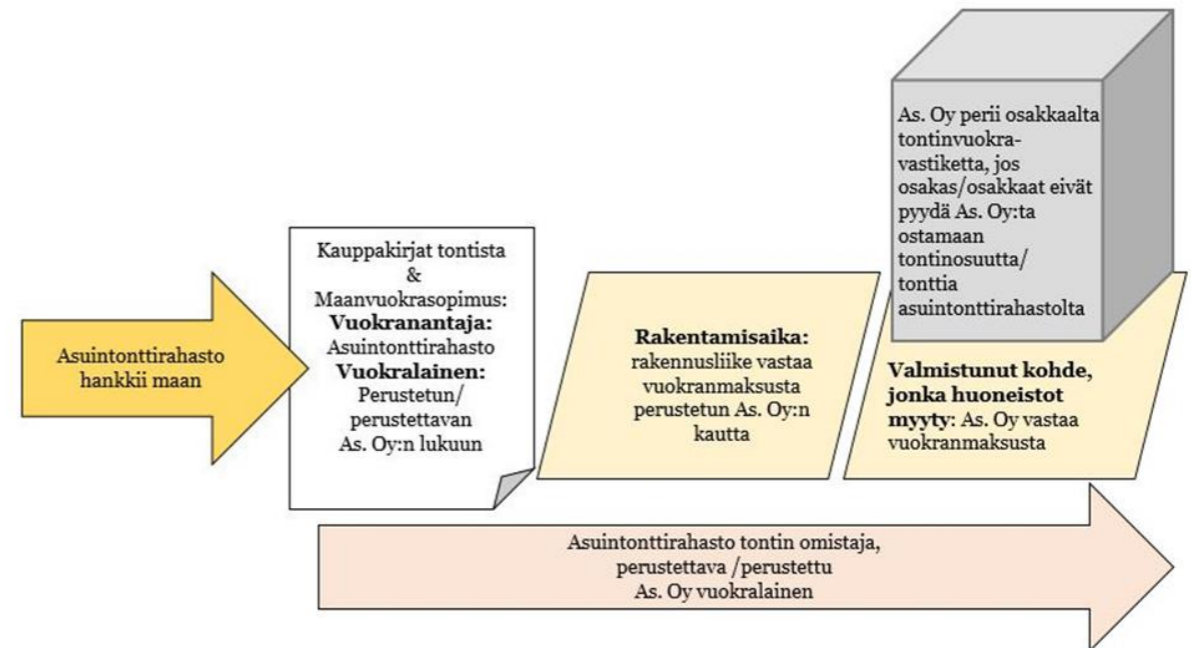 Asuintonttirahasto
hankkii maan
Kauppakirjat tontista
&
Maanvuokrasopimus:
Vuokranantaja:
Asuintonttirahasto
Vuokralainen:
Perustetun/
perustettavan
As. Oy:n lukuun
Rakentamisaika:
rakennusliike vastaa
vuokranmaksusta
perustetun As. Oy:n
kautta
As. Oy perii osakkaalta
tontinvuokra-
vastiketta, jos
osakas/osakkaat eivät
pyydä As. Oy:ta
ostamaan
tontinosuutta/
tonttia
asuintonttirahastolta
Valmistunut kohde,
jonka huoneistot
myyty: As. Oy vastaa
vuokranmaksusta
Asuintonttirahasto tontin omistaja,
perustettava /perustettu
As. Oy vuokralainen